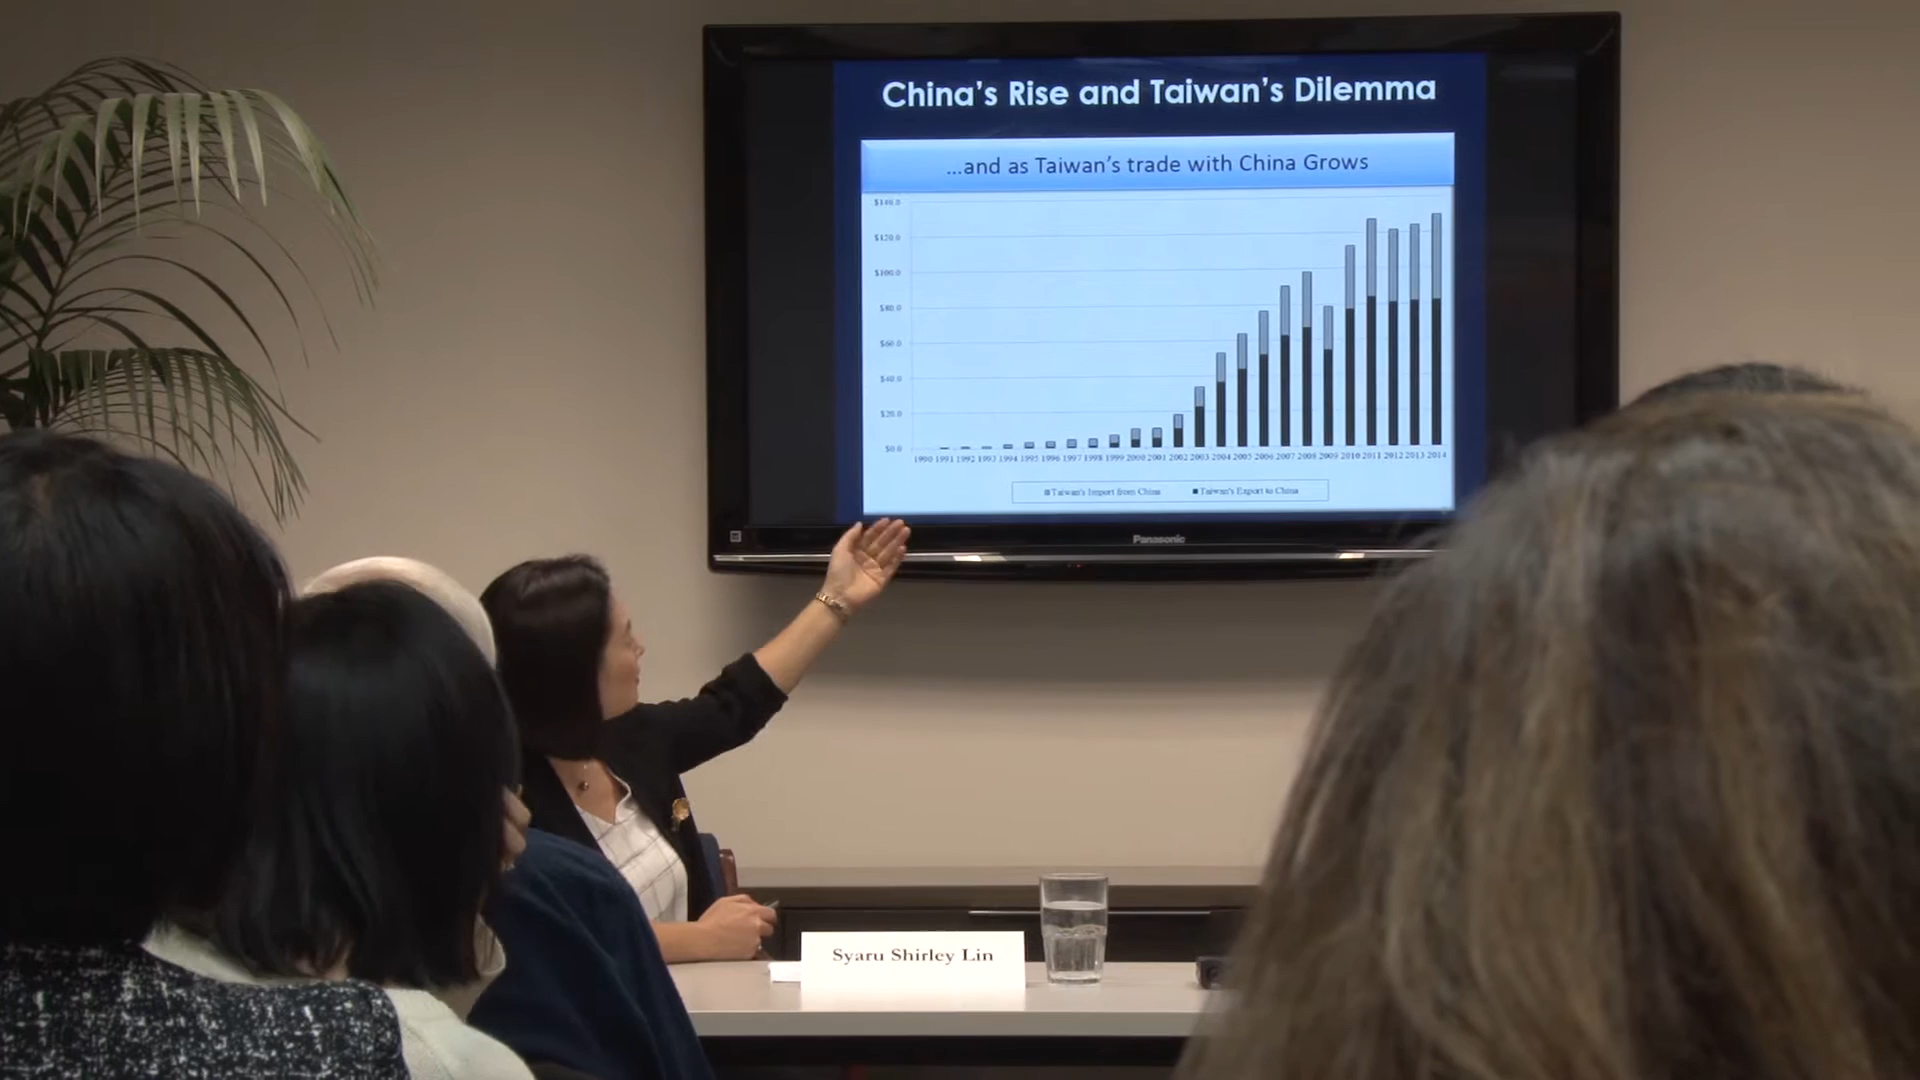 China's Rise and Taiwan's Dilemma
...and as Taiwan's trade with China Grows
$140.0
$120.0
$100.0
$80.0
$60.0
$40.0
$20.0
$0.0
1990 1991 1992 1993 1994 1995 1996 1997 1998 1999 2000 2001 2002 2003 2004 2005 2006 2007 2008 2009 2010 2011 2012 2013 2014
Taiwan's Import from China Taiwan's Export to China
Panasonic
Syaru Shirley Lin